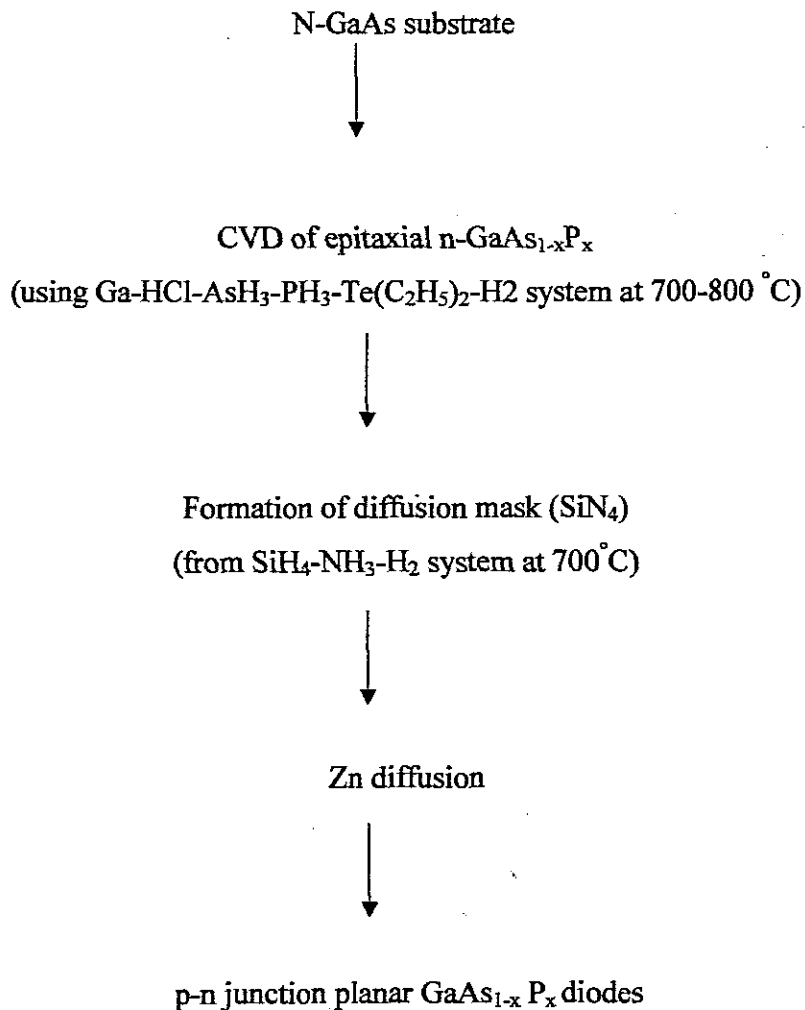 N-GaAs substrate
CVD of epitaxial n-GaAs₁₋ₓPₓ
(using Ga-HCl-AsH₃-PH₃-Te(C₂H₅)₂-H2 system at 700-800 °C)
Formation of diffusion mask (SiN₄)
(from SiH₄-NH₃-H₂ system at 700°C)
Zn diffusion
p-n junction planar GaAs₁₋ₓ Pₓ diodes